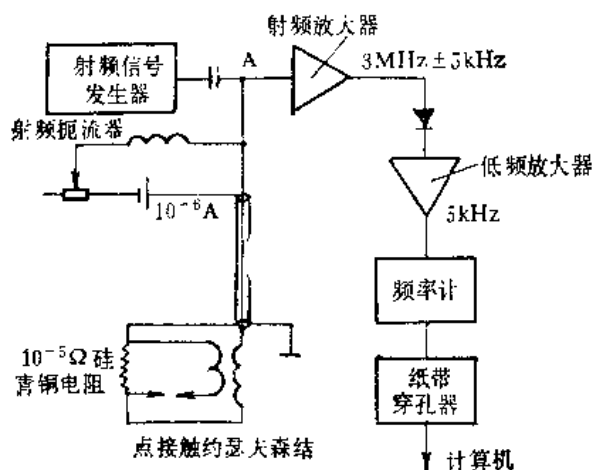 射频放大器
射频信号
发生器
A
3MHz±5kHz
射频扼流器
低频放大器
10⁻⁶A
5kHz
频率计
10⁻⁵Ω硅
青铜电阻
纸带
穿孔器
点接触约瑟夫森结
计算机